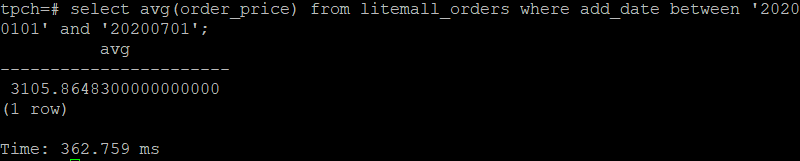 tpch=# select avg(order_price) from litemall_orders where add_date between '2020
0101' and '20200701';
avg
-----------------------
3105.8648300000000000
(1 row)
Time: 362.759 ms